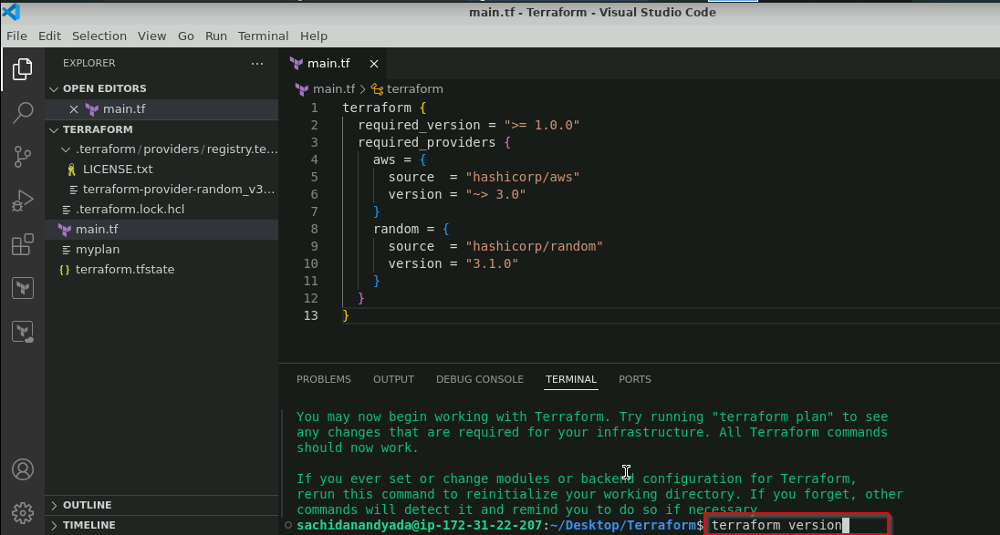 main.tf - Terraform - Visual Studio Code
File Edit Selection View Go Run Terminal Help
EXPLORER
OPEN EDITORS
main.tf
TERRAFORM
.terraform / providers / registry.te...
LICENSE.txt
terraform-provider-random_v3...
.terraform.lock.hcl
main.tf
myplan
terraform.tfstate
OUTLINE
TIMELINE
main.tf
main.tf > terraform
1 terraform {
2   required_version = ">= 1.0.0"
3   required_providers {
4     aws = {
5       source  = "hashicorp/aws"
6       version = "~> 3.0"
7     }
8     random = {
9       source  = "hashicorp/random"
10       version = "3.1.0"
11     }
12   }
13 }
PROBLEMS OUTPUT DEBUG CONSOLE TERMINAL PORTS
You may now begin working with Terraform. Try running "terraform plan" to see
any changes that are required for your infrastructure. All Terraform commands
should now work.
If you ever set or change modules or backend configuration for Terraform,
rerun this command to reinitialize your working directory. If you forget, other
commands will detect it and remind you to do so if necessary.
sachidanandyada@ip-172-31-22-207:~/Desktop/Terraform$ terraform version